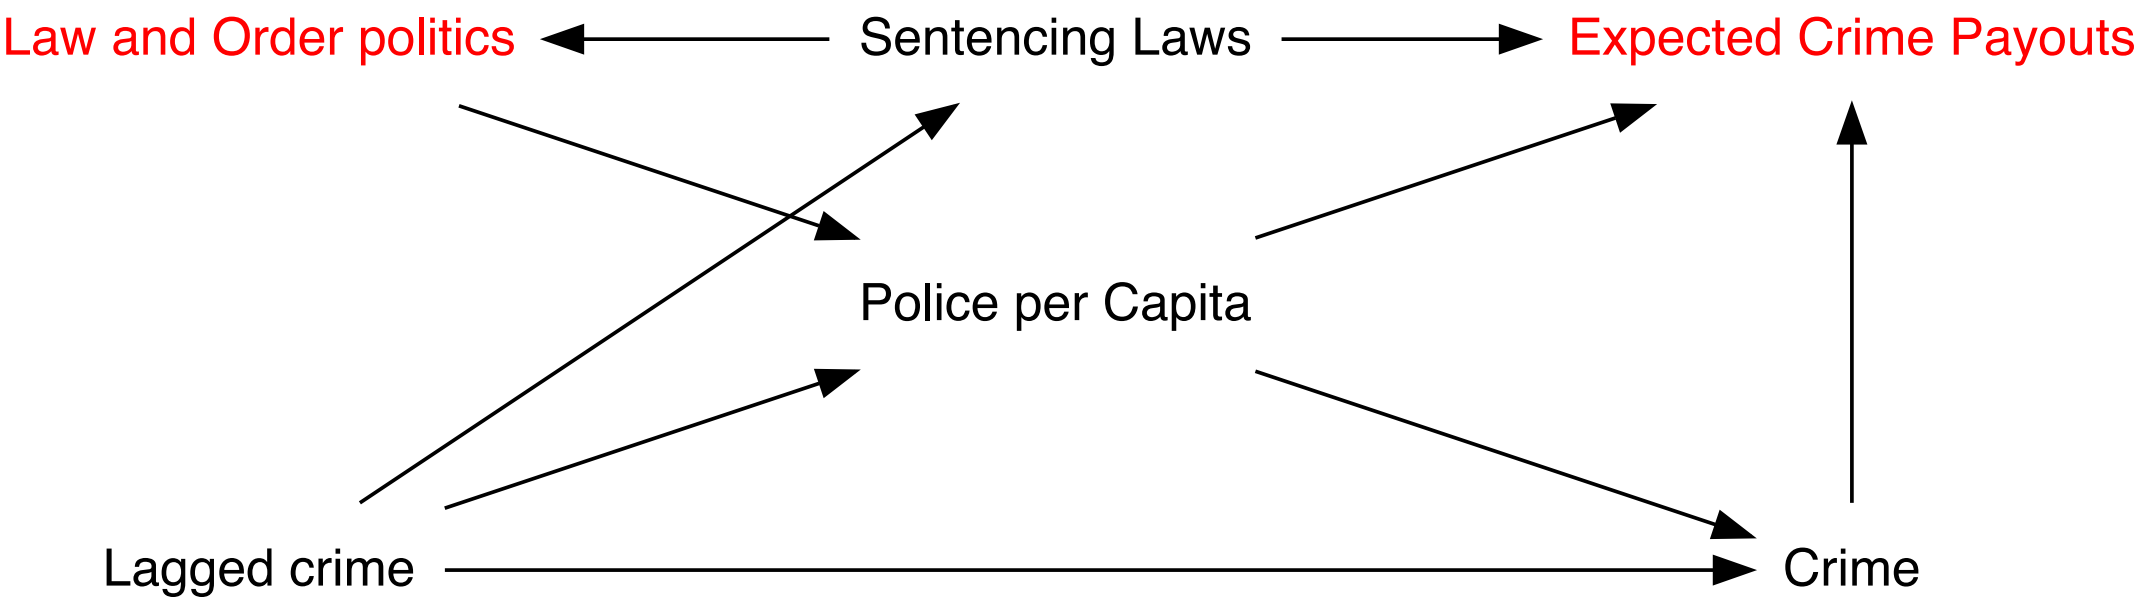 Law and Order politics
Sentencing Laws
Expected Crime Payouts
Police per Capita
Lagged crime
Crime